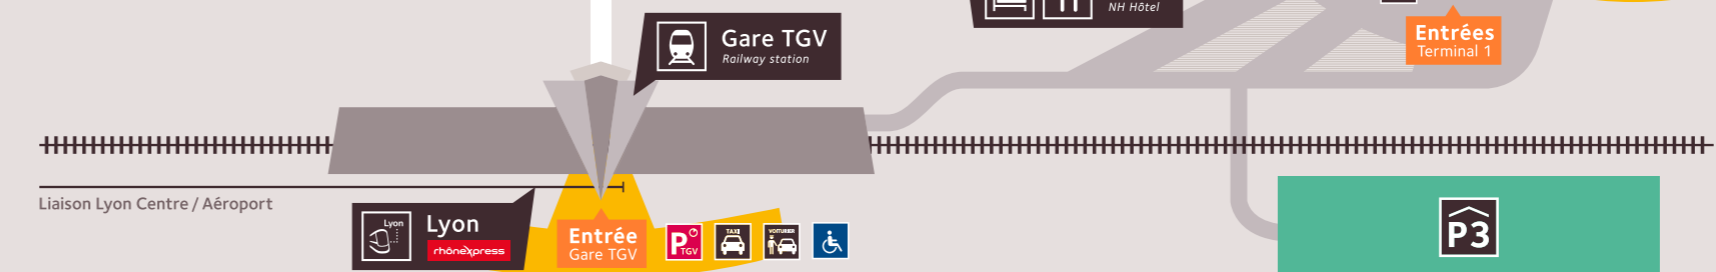 NH Hôtel
Gare TGV
Railway station
Entrées
Terminal 1
Liaison Lyon Centre / Aéroport
Lyon
Lyon
rhônexpress
Entrée
Gare TGV
P
TGV
TAXI
VOITURIER
P3